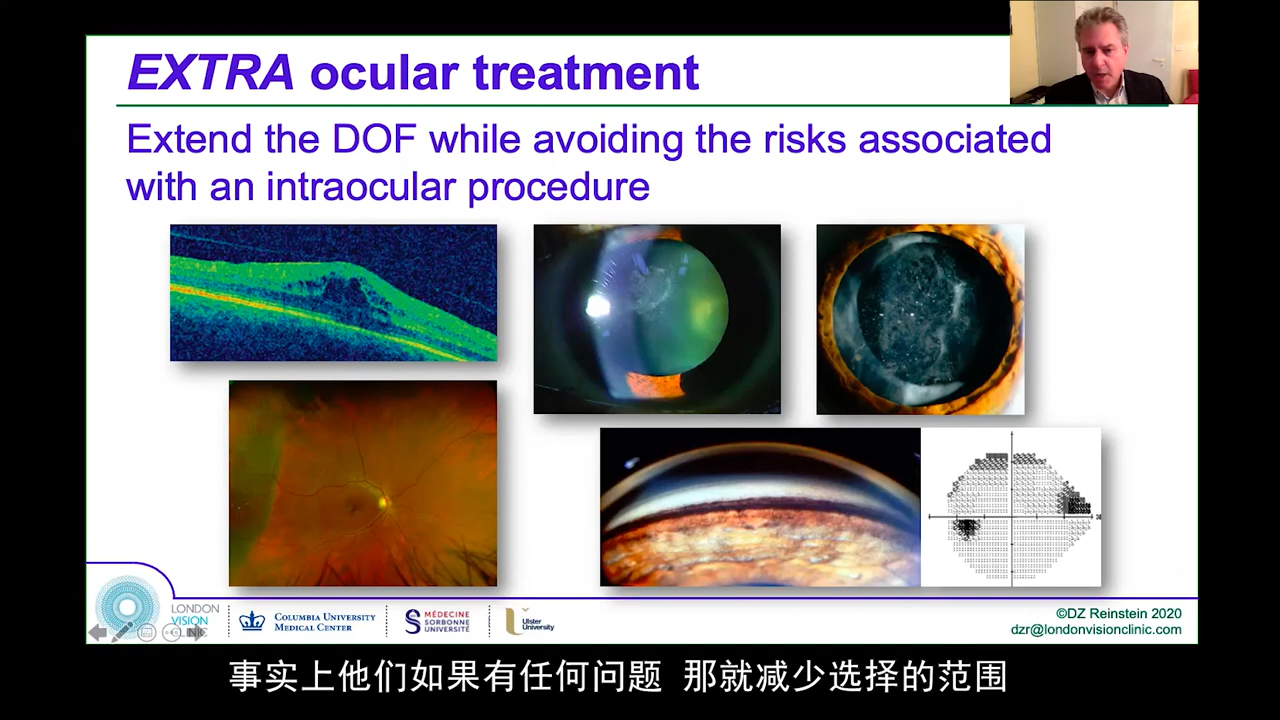 EXTRA ocular treatment
Extend the DOF while avoiding the risks associated
with an intraocular procedure
30
LONDON
VISION
CLINIC
COLUMBIA UNIVERSITY
MEDICAL CENTER
MÉDECINE
SORBONNE
UNIVERSITÉ
Ulster
University
©DZ Reinstein 2020
dzr@londonvisionclinic.com
事实上他们如果有任何问题 那就减少选择的范围